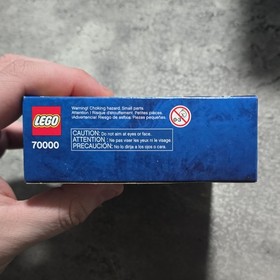 LEGO
70000
Warning! Choking hazard. Small parts.
Attention ! Risque d'étouffement. Petites pièces.
¡Advertencia! Riesgo de asfixia. Piezas pequeñas.
CAUTION: Do not aim at eyes or face.
ATTENTION : Ne pas viser les yeux ni le visage.
PRECAUCIÓN: No lo dirija a los ojos o cara.